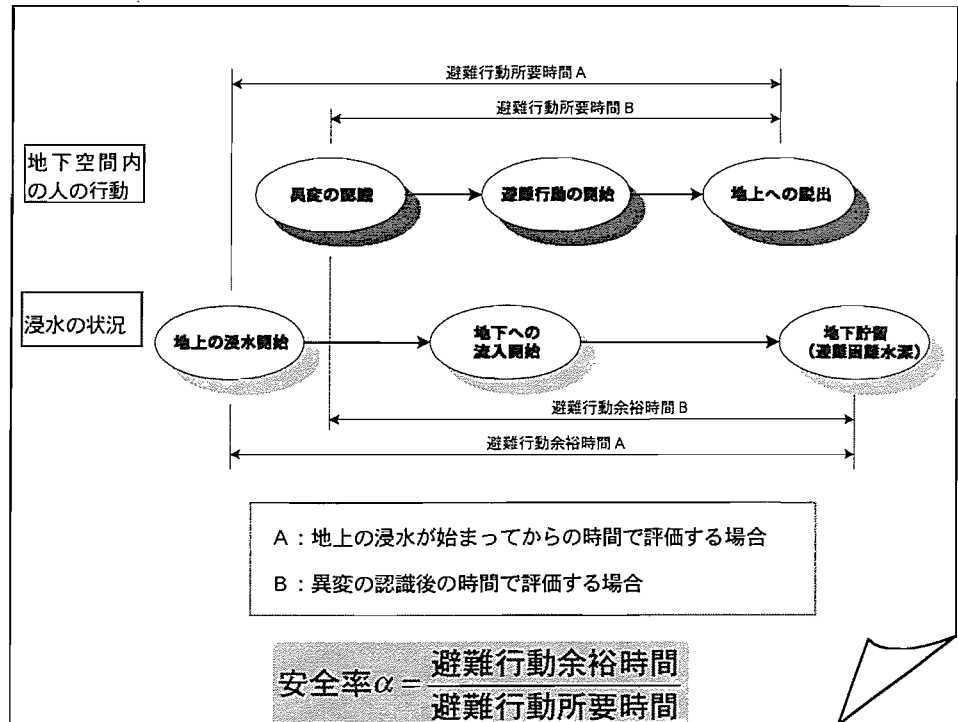 避難行動所要時間 A
避難行動所要時間 B
地下空間内
の人の行動
異変の認識
避難行動の開始
地上への脱出
浸水の状況
地上の浸水開始
地下への
流入開始
地下貯留
(避難困難水深)
避難行動余裕時間 B
避難行動余裕時間 A
A：地上の浸水が始まってからの時間で評価する場合
B：異変の認識後の時間で評価する場合
安全率α＝避難行動余裕時間
避難行動所要時間